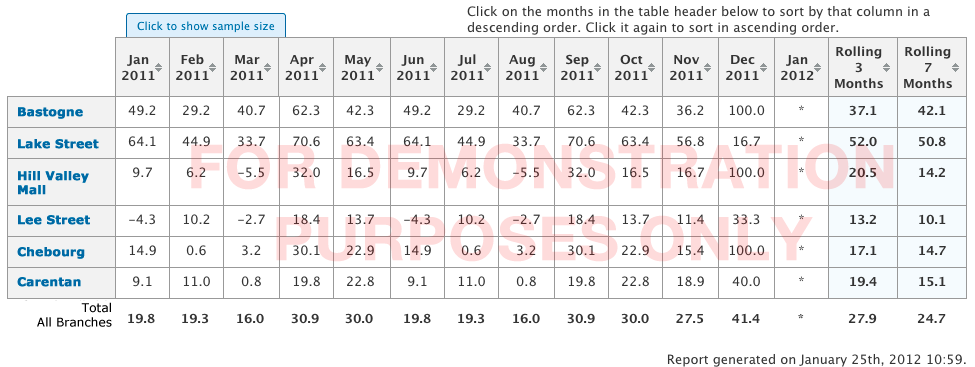 Click to show sample size
Click on the months in the table header below to sort by that column in a
descending order. Click it again to sort in ascending order.
Jan 2011 Feb 2011 Mar 2011 Apr 2011 May 2011 Jun 2011 Jul 2011 Aug 2011 Sep 2011 Oct 2011 Nov 2011 Dec 2011 Jan 2012 Rolling 3 Months Rolling 7 Months
Bastogne 49.2 29.2 40.7 62.3 42.3 49.2 29.2 40.7 62.3 42.3 36.2 100.0 * 37.1 42.1
Lake Street 64.1 44.9 33.7 70.6 63.4 64.1 44.9 33.7 70.6 63.4 56.8 16.7 * 52.0 50.8
Hill Valley Mall 9.7 6.2 -5.5 32.0 16.5 9.7 6.2 -5.5 32.0 16.5 16.7 100.0 * 20.5 14.2
Lee Street -4.3 10.2 -2.7 18.4 13.7 -4.3 10.2 -2.7 18.4 13.7 11.4 33.3 * 13.2 10.1
Chebourg 14.9 0.6 3.2 30.1 22.9 14.9 0.6 3.2 30.1 22.9 15.4 100.0 * 17.1 14.7
Carentan 9.1 11.0 0.8 19.8 22.8 9.1 11.0 0.8 19.8 22.8 18.9 40.0 * 19.4 15.1
Total All Branches 19.8 19.3 16.0 30.9 30.0 19.8 19.3 16.0 30.9 30.0 27.5 41.4 * 27.9 24.7
FOR DEMONSTRATION
PURPOSES ONLY
Report generated on January 25th, 2012 10:59.